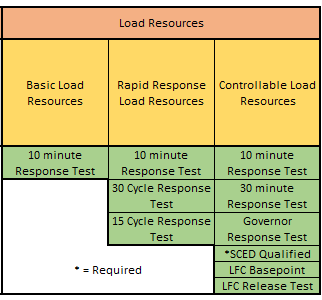 Load Resources
Basic Load
Resources
Rapid Response
Load Resources
Controllable Load
Resources
10 minute
Response Test
10 minute
Response Test
10 minute
Response Test
30 Cycle Response
Test
30 minute
Response Test
15 Cycle Response
Test
Governor
Response Test
* = Required
*SCED Qualified
LFC Basepoint
LFC Release Test